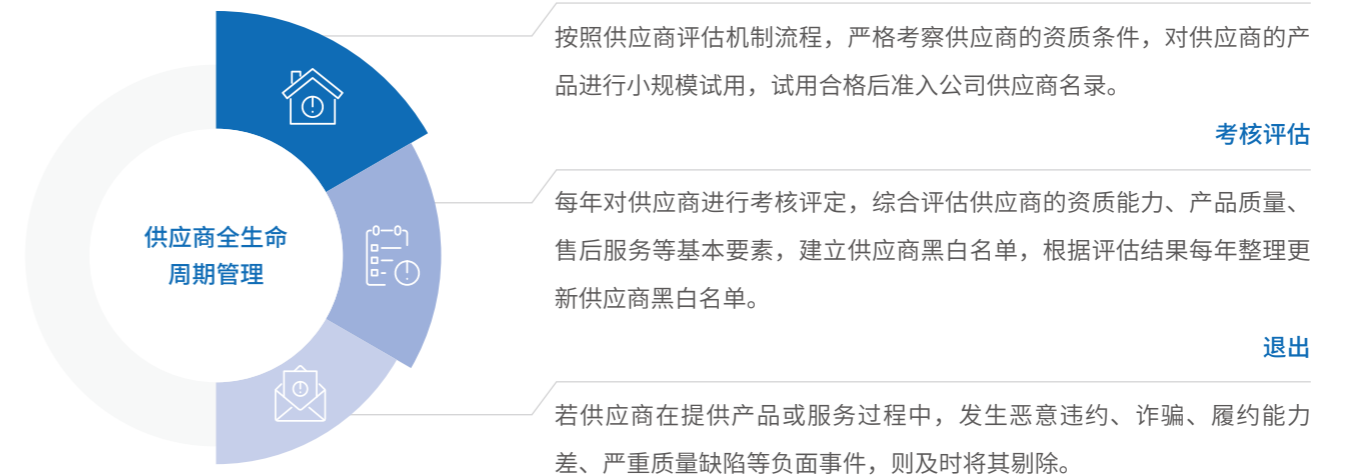 供应商全生命
周期管理
按照供应商评估机制流程，严格考察供应商的资质条件，对供应商的产
品进行小规模试用，试用合格后准入公司供应商名录。
考核评估
每年对供应商进行考核评定，综合评估供应商的资质能力、产品质量、
售后服务等基本要素，建立供应商黑白名单，根据评估结果每年整理更
新供应商黑白名单。
退出
若供应商在提供产品或服务过程中，发生恶意违约、诈骗、履约能力
差、严重质量缺陷等负面事件，则及时将其剔除。